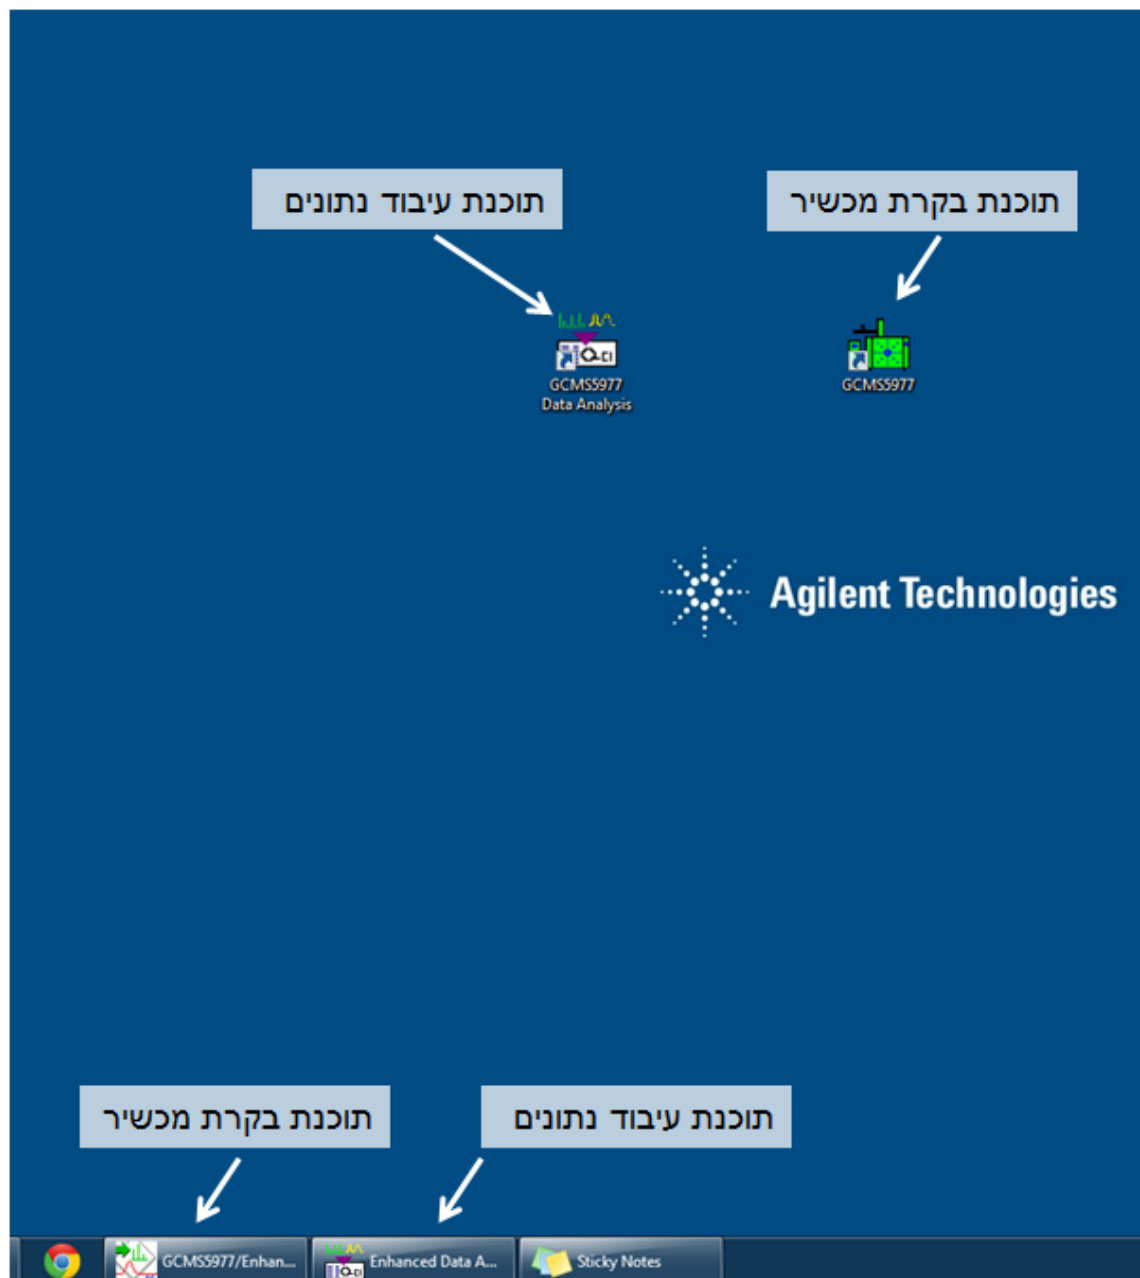 תוכנת עיבוד נתונים
תוכנת בקרת מכשיר
GCMS5977
Data Analysis
GCMS5977
Agilent Technologies
תוכנת בקרת מכשיר
תוכנת עיבוד נתונים
GCMS5977/Enhan...
Enhanced Data A...
Sticky Notes